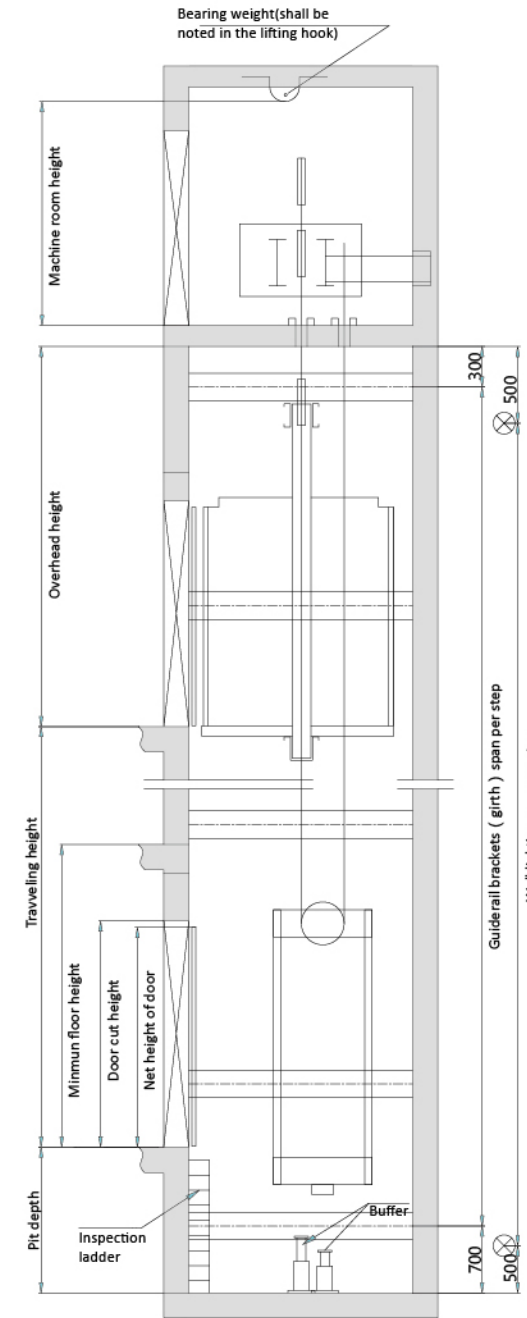 Bearing weight(shall be
noted in the lifting hook)
Machine room height
300
500
Overhead height
Guiderail brackets ( girth ) span per step
Travveling height
Minmun floor height
Door cut height
Net height of door
Pit depth
Inspection
ladder
Buffer
700
500